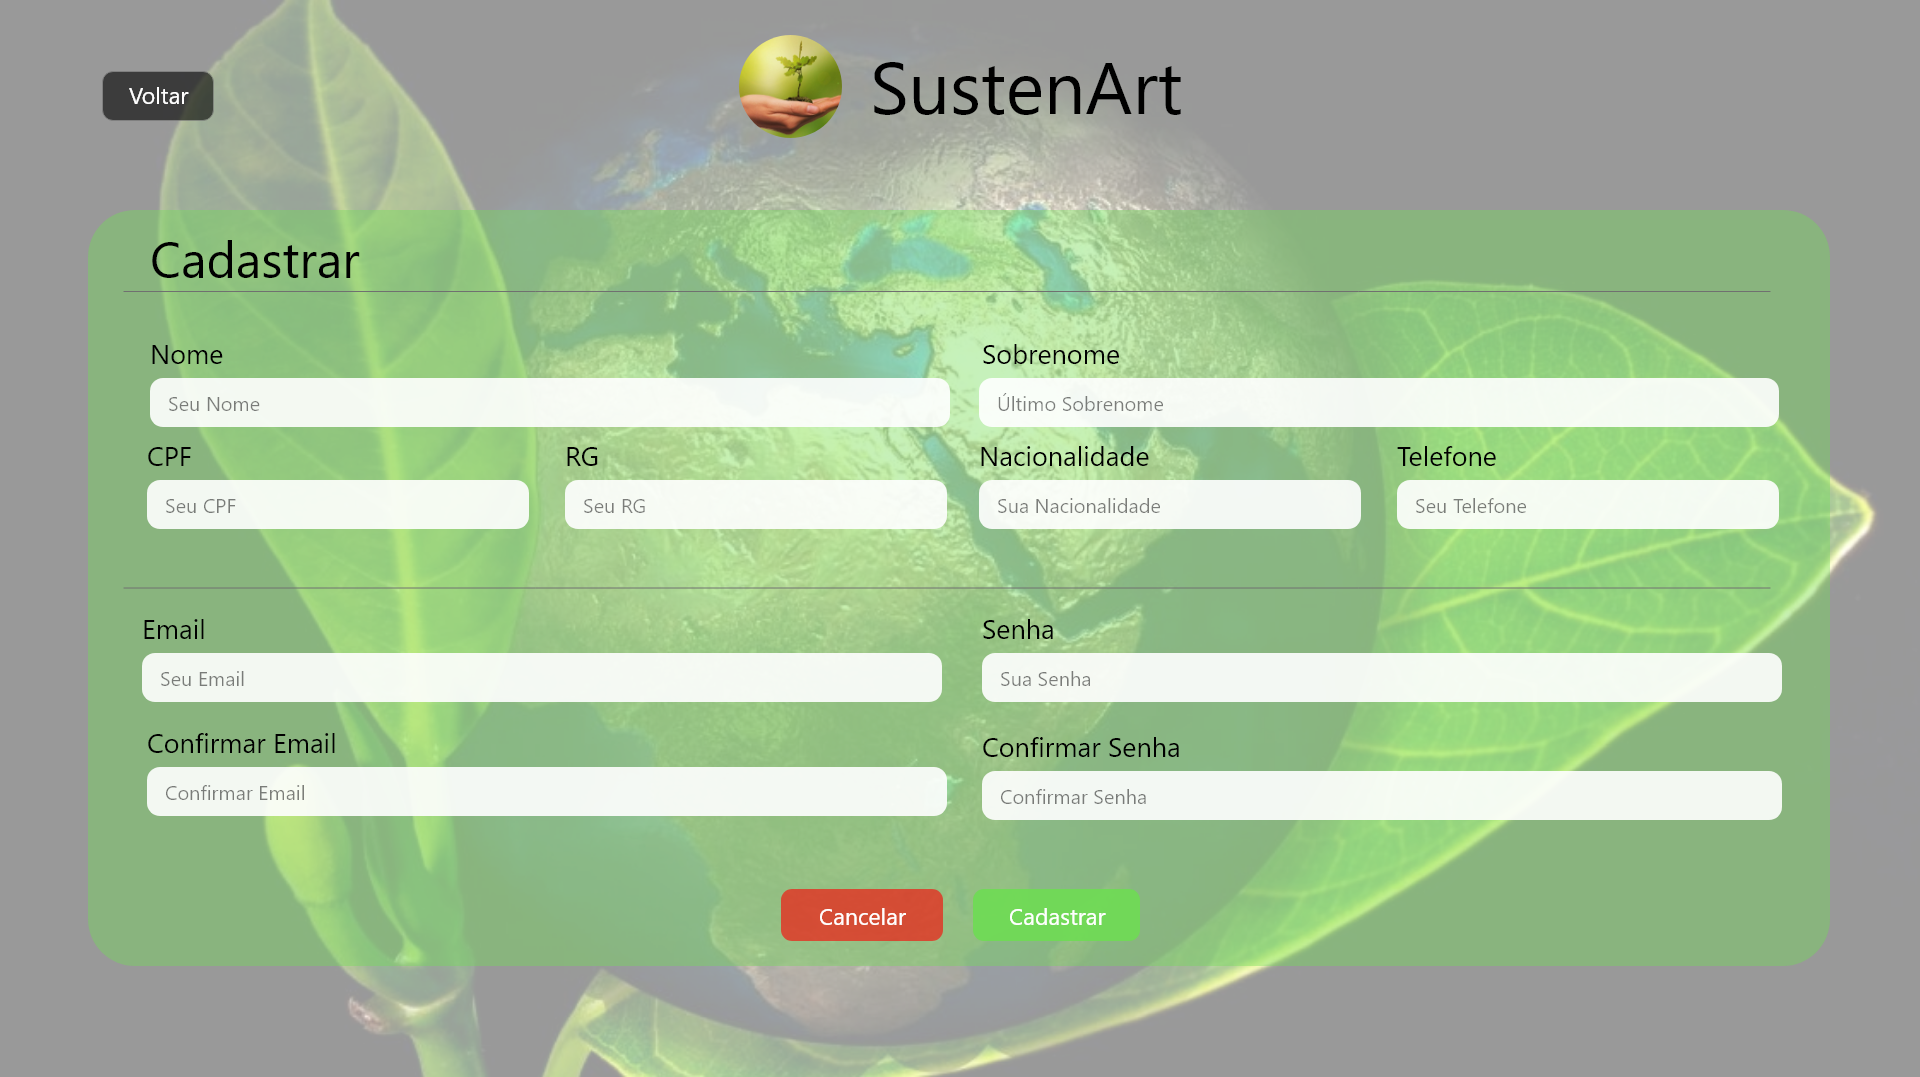 Voltar
SustenArt
Cadastrar
Nome
Sobrenome
Seu Nome
Último Sobrenome
CPF
RG
Nacionalidade
Telefone
Seu CPF
Seu RG
Sua Nacionalidade
Seu Telefone
Email
Senha
Seu Email
Sua Senha
Confirmar Email
Confirmar Senha
Confirmar Email
Confirmar Senha
Cancelar
Cadastrar